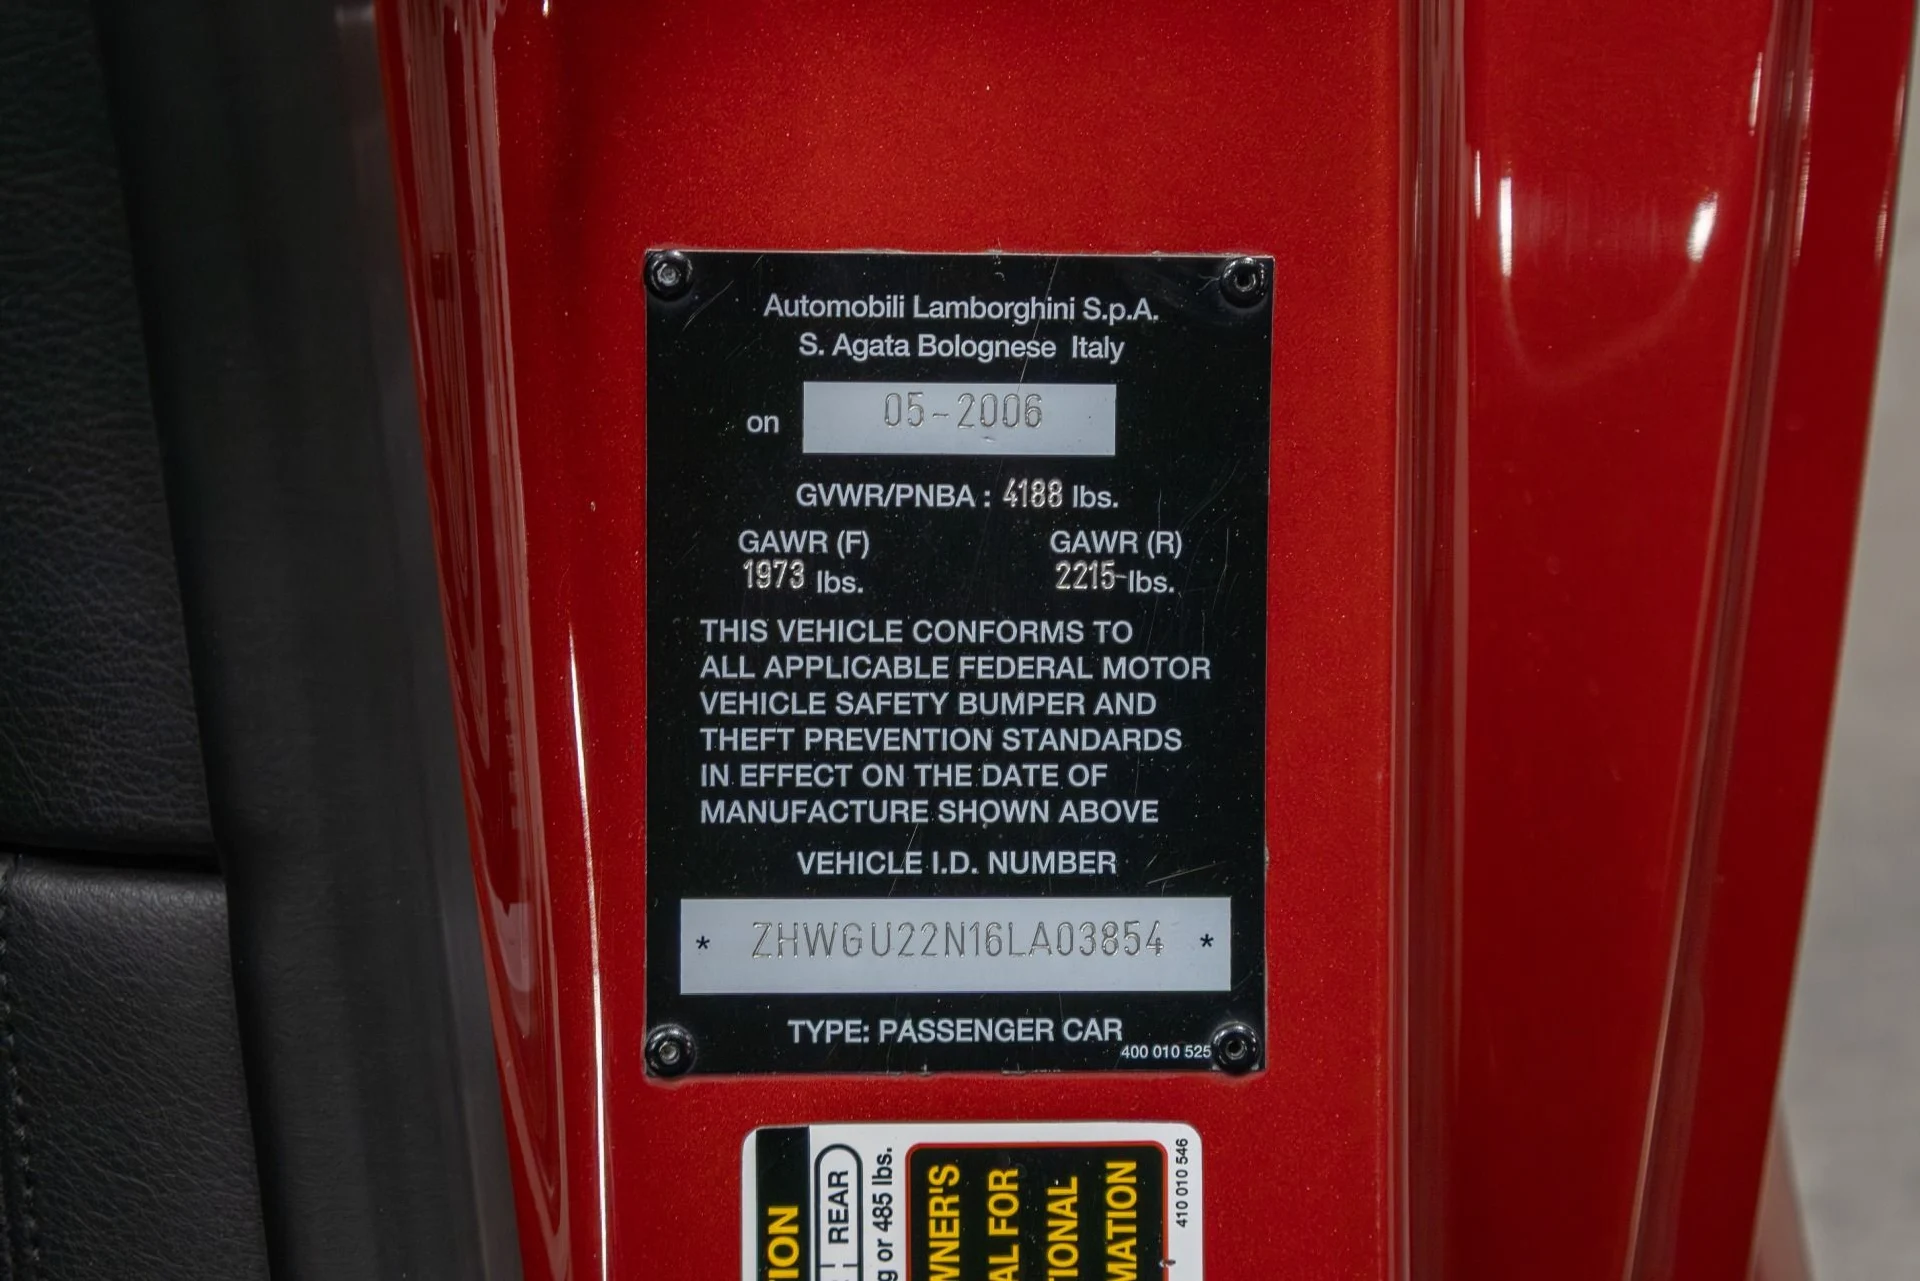 Automobili Lamborghini S.p.A.
S. Agata Bolognese Italy
on 05-2006
GVWR/PNBA : 4188 lbs.
GAWR (F) GAWR (R)
1973 lbs. 2215 lbs.
THIS VEHICLE CONFORMS TO
ALL APPLICABLE FEDERAL MOTOR
VEHICLE SAFETY BUMPER AND
THEFT PREVENTION STANDARDS
IN EFFECT ON THE DATE OF
MANUFACTURE SHOWN ABOVE
VEHICLE I.D. NUMBER
* ZHWGU22N16LA03854 *
TYPE: PASSENGER CAR
400 010 525
REAR
or 485 lbs.
FOR
410 010 546